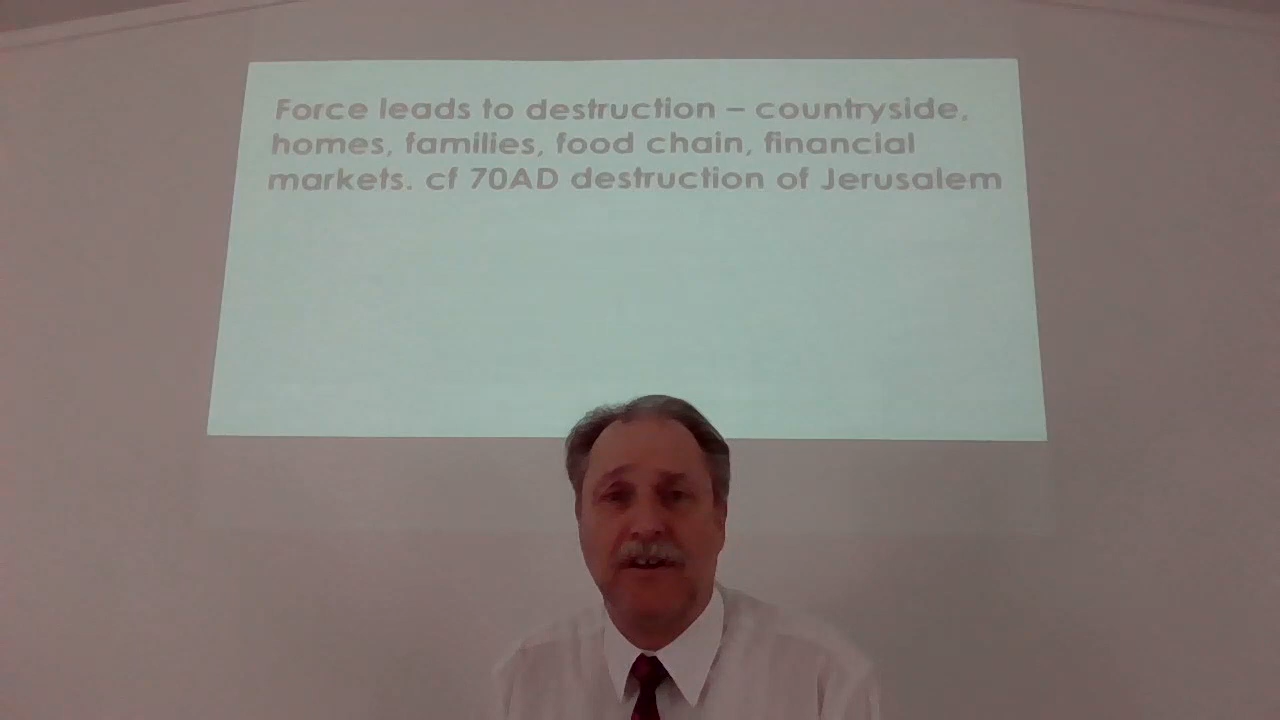 Force leads to destruction – countryside,
homes, families, food chain, financial
markets. cf 70AD destruction of Jerusalem